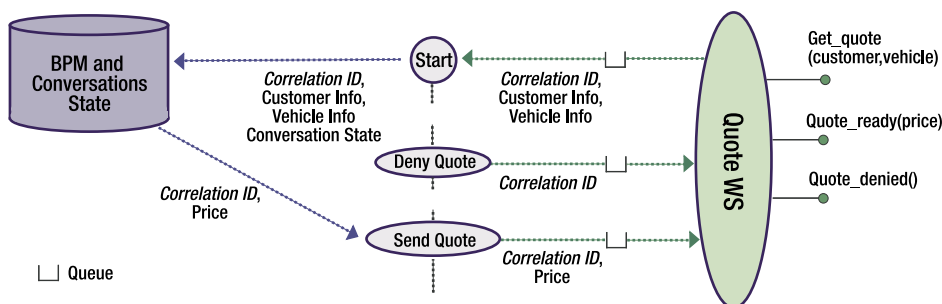 BPM and
Conversations
State
Start
Correlation ID,
Customer Info,
Vehicle Info
Conversation State
Correlation ID,
Customer Info,
Vehicle Info
Get_quote
(customer,vehicle)
Quote_ready(price)
Quote_denied()
Quote WS
Deny Quote
Correlation ID
Correlation ID,
Price
Send Quote
Correlation ID,
Price
Queue